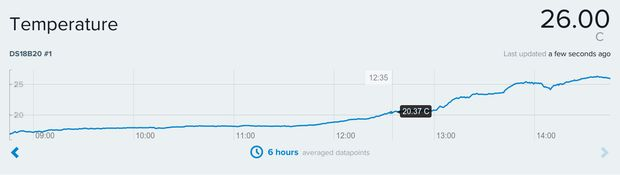 Temperature
26.00
C
DS18B20 #1
Last updated a few seconds ago
25
12:35
20
20.37 C
09:00 10:00 11:00 12:00 13:00 14:00
6 hours averaged datapoints